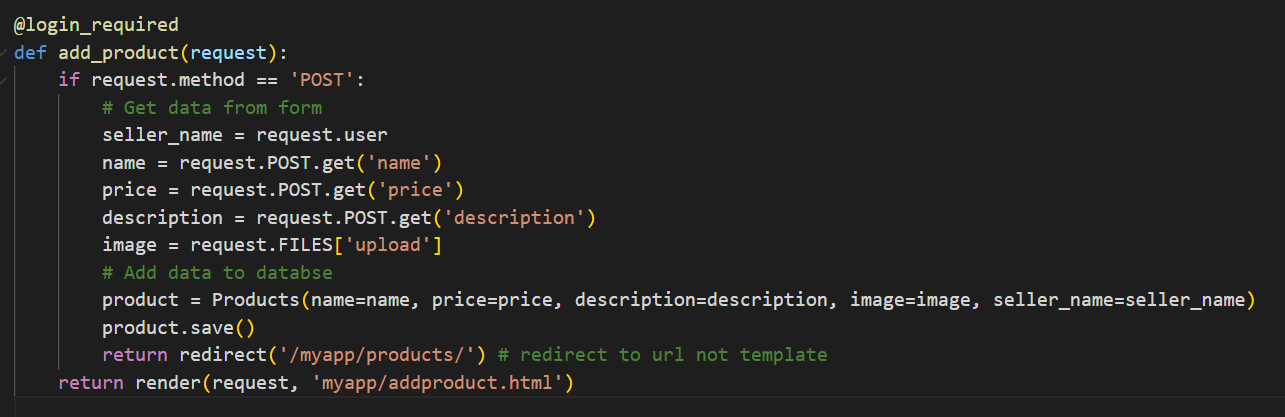 @login_required
def add_product(request):
    if request.method == 'POST':
        # Get data from form
        seller_name = request.user
        name = request.POST.get('name')
        price = request.POST.get('price')
        description = request.POST.get('description')
        image = request.FILES['upload']
        # Add data to databse
        product = Products(name=name, price=price, description=description, image=image, seller_name=seller_name)
        product.save()
        return redirect('/myapp/products/') # redirect to url not template
    return render(request, 'myapp/addproduct.html')